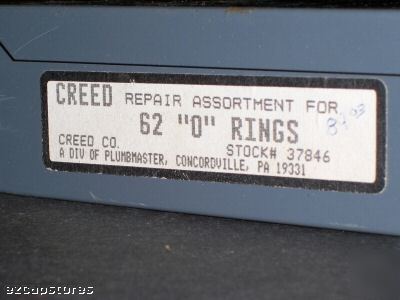 CREED REPAIR ASSORTMENT FOR
62 "O" RINGS
CREED CO. STOCK# 37846
A DIV OF PLUMBMASTER, CONCORDVILLE, PA 19331
ezcapstores